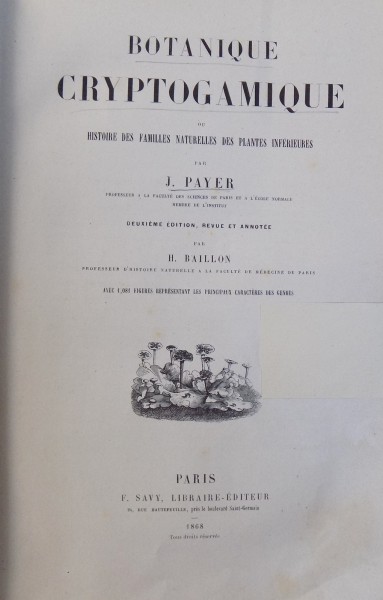 BOTANIQUE
CRYPTOGAMIQUE
OU
HISTOIRE DES FAMILLES NATURELLES DES PLANTES INFERIEURES
PAR
J. PAYER
PROFESSEUR A LA FACULTÉ DES SCIENCES DE PARIS ET A L'ÉCOLE NORMALE
MEMBRE DE L'INSTITUT
DEUXIÈME ÉDITION, REVUE ET ANNOTÉE
PAR
H. BAILLON
PROFESSEUR D'HISTOIRE NATURELLE A LA FACULTÉ DE MÉDECINE DE PARIS
AVEC 1,081 FIGURES REPRÉSENTANT LES PRINCIPAUX CARACTÈRES DES GENRES
PARIS
F. SAVY, LIBRAIRE-ÉDITEUR
RUE HAUTEFEUILLE, près le boulevard Saint-Germain
1868
Tous droits réservés.